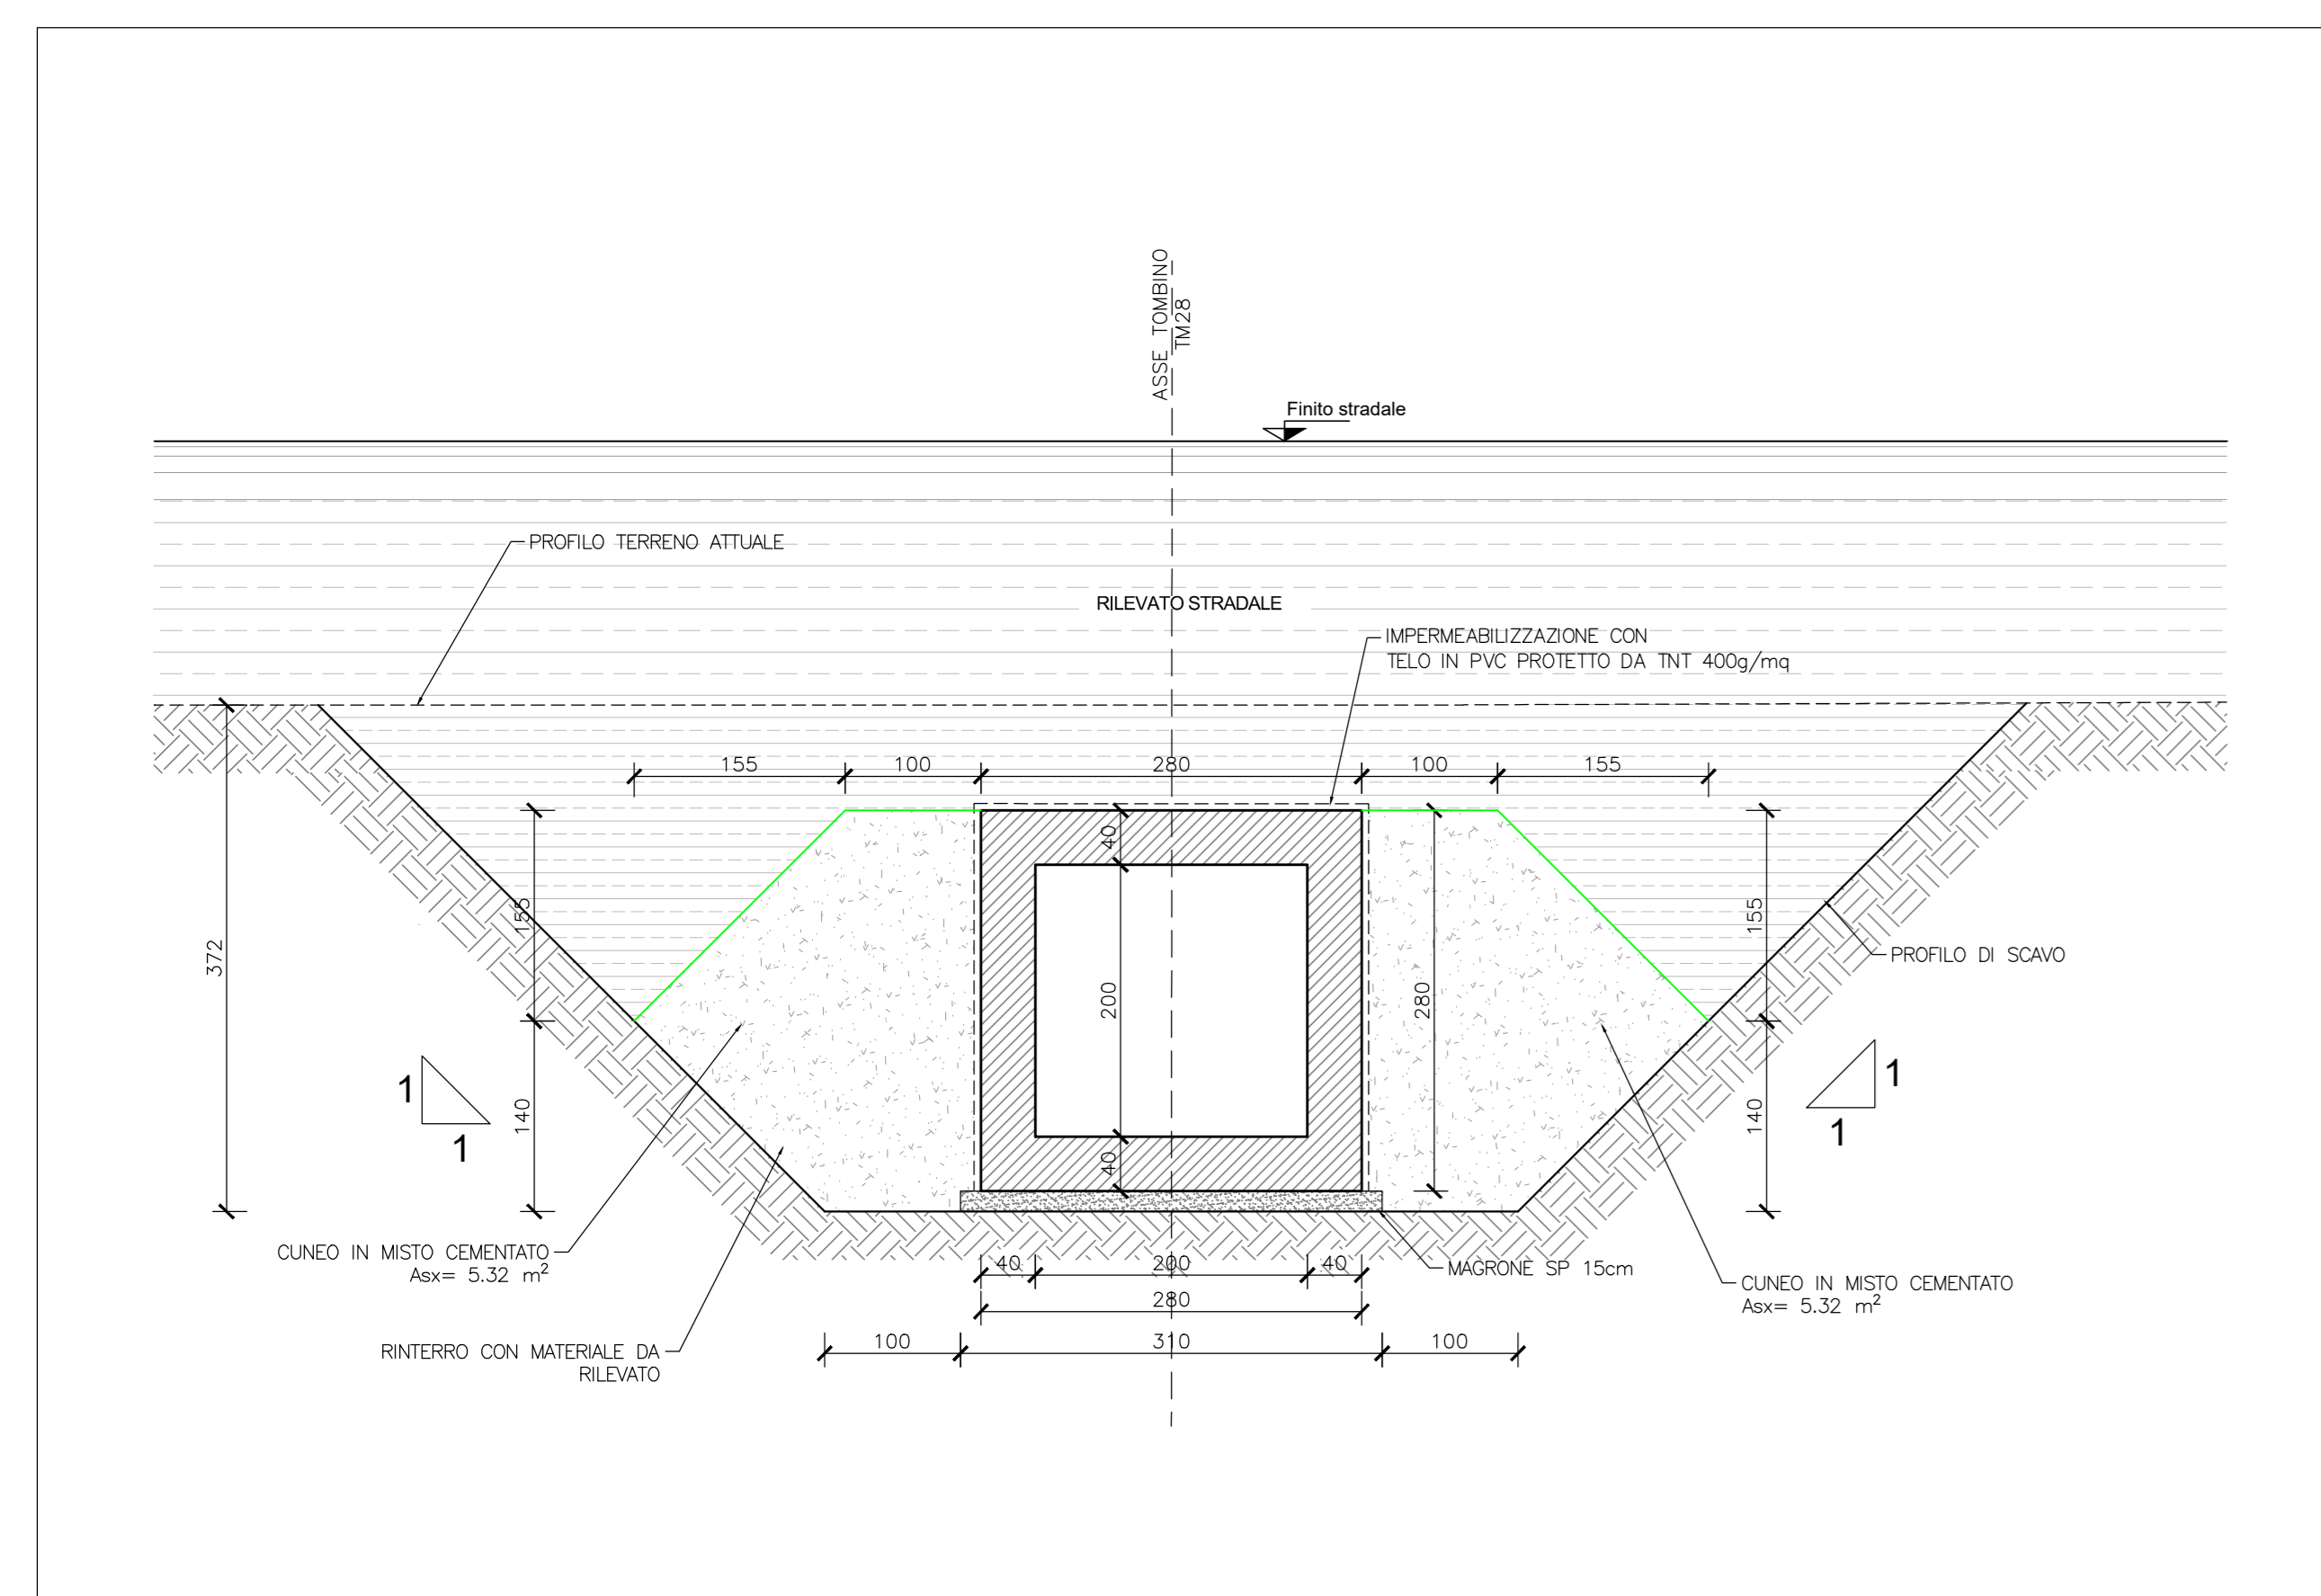 ASSE TOMBINO
TM28
Finito stradale
PROFILO TERRENO ATTUALE
RILEVATO STRADALE
IMPERMEABILIZZAZIONE CON
TELO IN PVC PROTETTO DA TNT 400g/mq
155 100 280 100 155
40
155
155
372
200
280
PROFILO DI SCAVO
1
1
1
1
140
140
40
CUNEO IN MISTO CEMENTATO
Asx= 5.32 m²
40 200 40
MAGRONE SP 15cm
CUNEO IN MISTO CEMENTATO
Asx= 5.32 m²
280
RINTERRO CON MATERIALE DA
RILEVATO
100 310 100